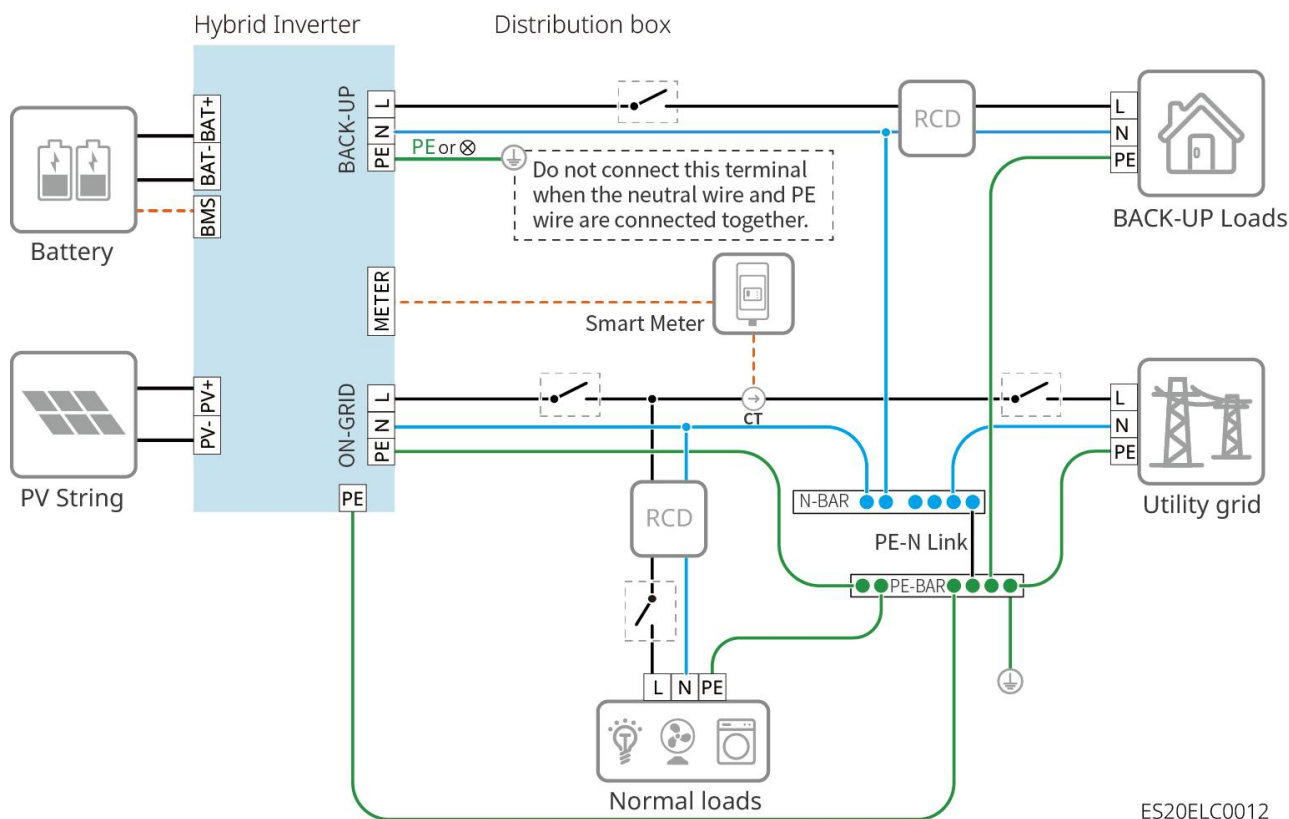 Hybrid Inverter
Distribution box
BAT+
BAT-
BMS
Battery
BACK-UP
L
N
PE
PE or ⊗
Do not connect this terminal
when the neutral wire and PE
wire are connected together.
RCD
L
N
PE
BACK-UP Loads
METER
Smart Meter
PV+
PV-
PV String
ON-GRID
L
N
PE
PE
CT
L
N
PE
Utility grid
N-BAR
PE-N Link
PE-BAR
RCD
L N PE
Normal loads
ES20ELC0012